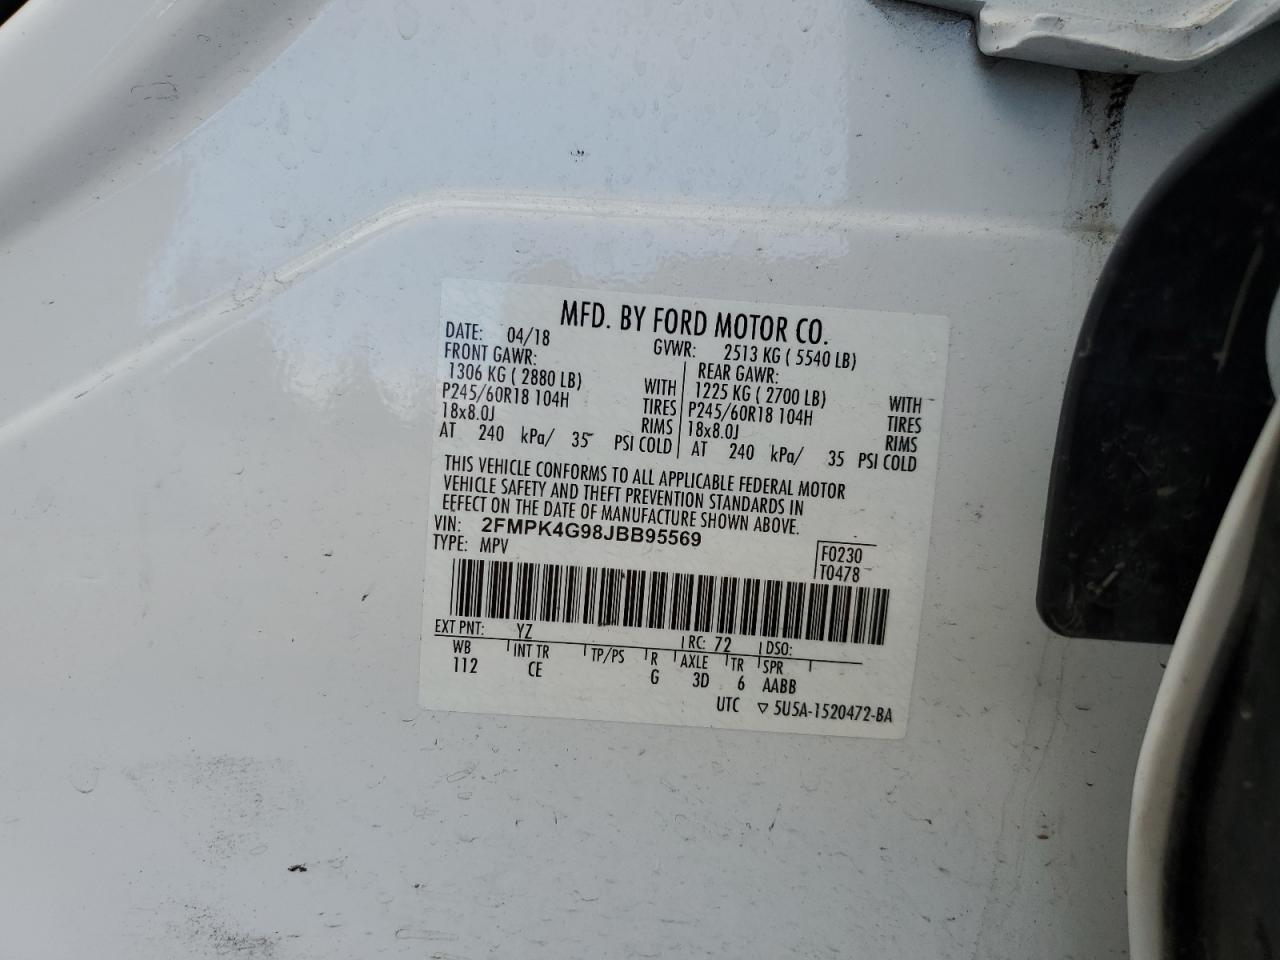 MFD. BY FORD MOTOR CO.
DATE: 04/18 GVWR: 2513 KG ( 5540 LB)
FRONT GAWR: REAR GAWR:
1306 KG ( 2880 LB) WITH 1225 KG ( 2700 LB) WITH
P245/60R18 104H TIRES P245/60R18 104H TIRES
18x8.0J RIMS 18x8.0J RIMS
AT 240 kPa/ 35 PSI COLD AT 240 kPa/ 35 PSI COLD
THIS VEHICLE CONFORMS TO ALL APPLICABLE FEDERAL MOTOR
VEHICLE SAFETY AND THEFT PREVENTION STANDARDS IN
EFFECT ON THE DATE OF MANUFACTURE SHOWN ABOVE.
VIN: 2FMPK4G98JBB95569
TYPE: MPV F0230
T0478
EXT PNT: YZ RC: 72 DSO:
WB INT TR TP/PS R AXLE TR SPR
112 CE G 3D 6 AABB
UTC ▽ 5U5A-1520472-BA